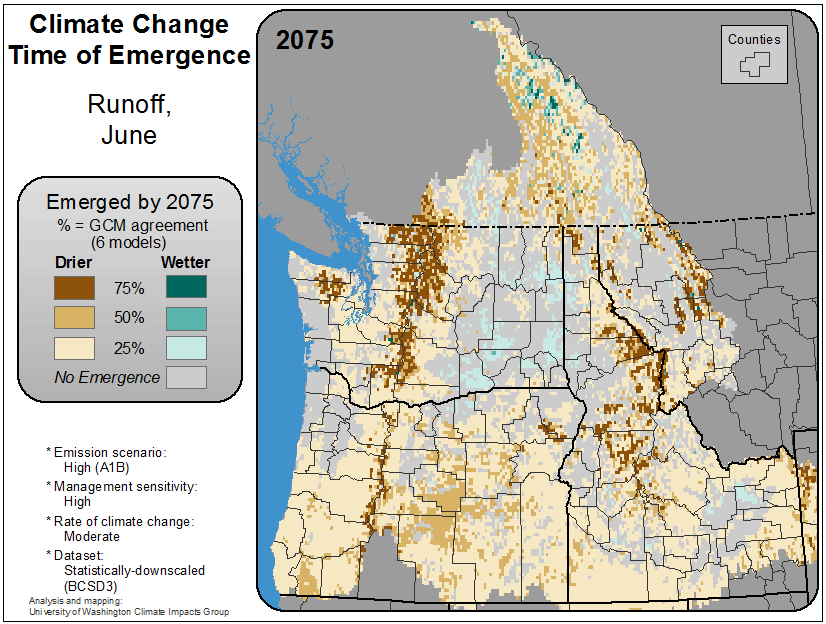 Climate Change
Time of Emergence
Runoff,
June
Emerged by 2075
% = GCM agreement
(6 models)
Drier Wetter
75%
50%
25%
No Emergence
* Emission scenario:
High (A1B)
* Management sensitivity:
High
* Rate of climate change:
Moderate
* Dataset:
Statistically-downscaled
(BCSD3)
Analysis and mapping:
University of Washington Climate Impacts Group
2075
Counties